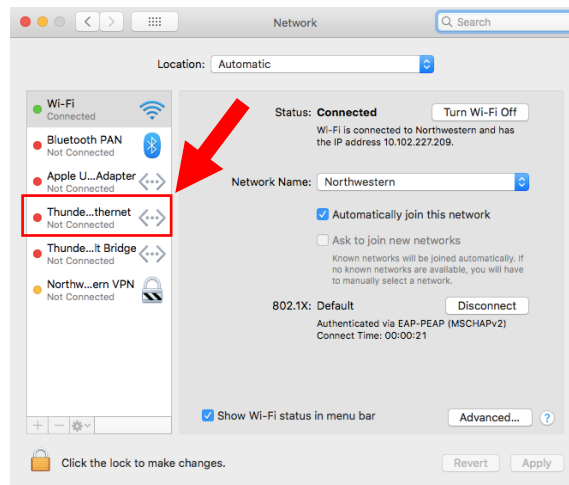 Network
Search
Location: Automatic
Wi-Fi
Connected
Bluetooth PAN
Not Connected
Apple U...Adapter
Not Connected
Thunde...thernet
Not Connected
Thunde...lt Bridge
Not Connected
Northw...ern VPN
Not Connected
Status: Connected
Turn Wi-Fi Off
Wi-Fi is connected to Northwestern and has
the IP address 10.102.227.209.
Network Name: Northwestern
Automatically join this network
Ask to join new networks
Known networks will be joined automatically. If
no known networks are available, you will have
to manually select a network.
802.1X: Default
Disconnect
Authenticated via EAP-PEAP (MSCHAPv2)
Connect Time: 00:00:21
Show Wi-Fi status in menu bar
Advanced...
?
Click the lock to make changes.
Revert
Apply